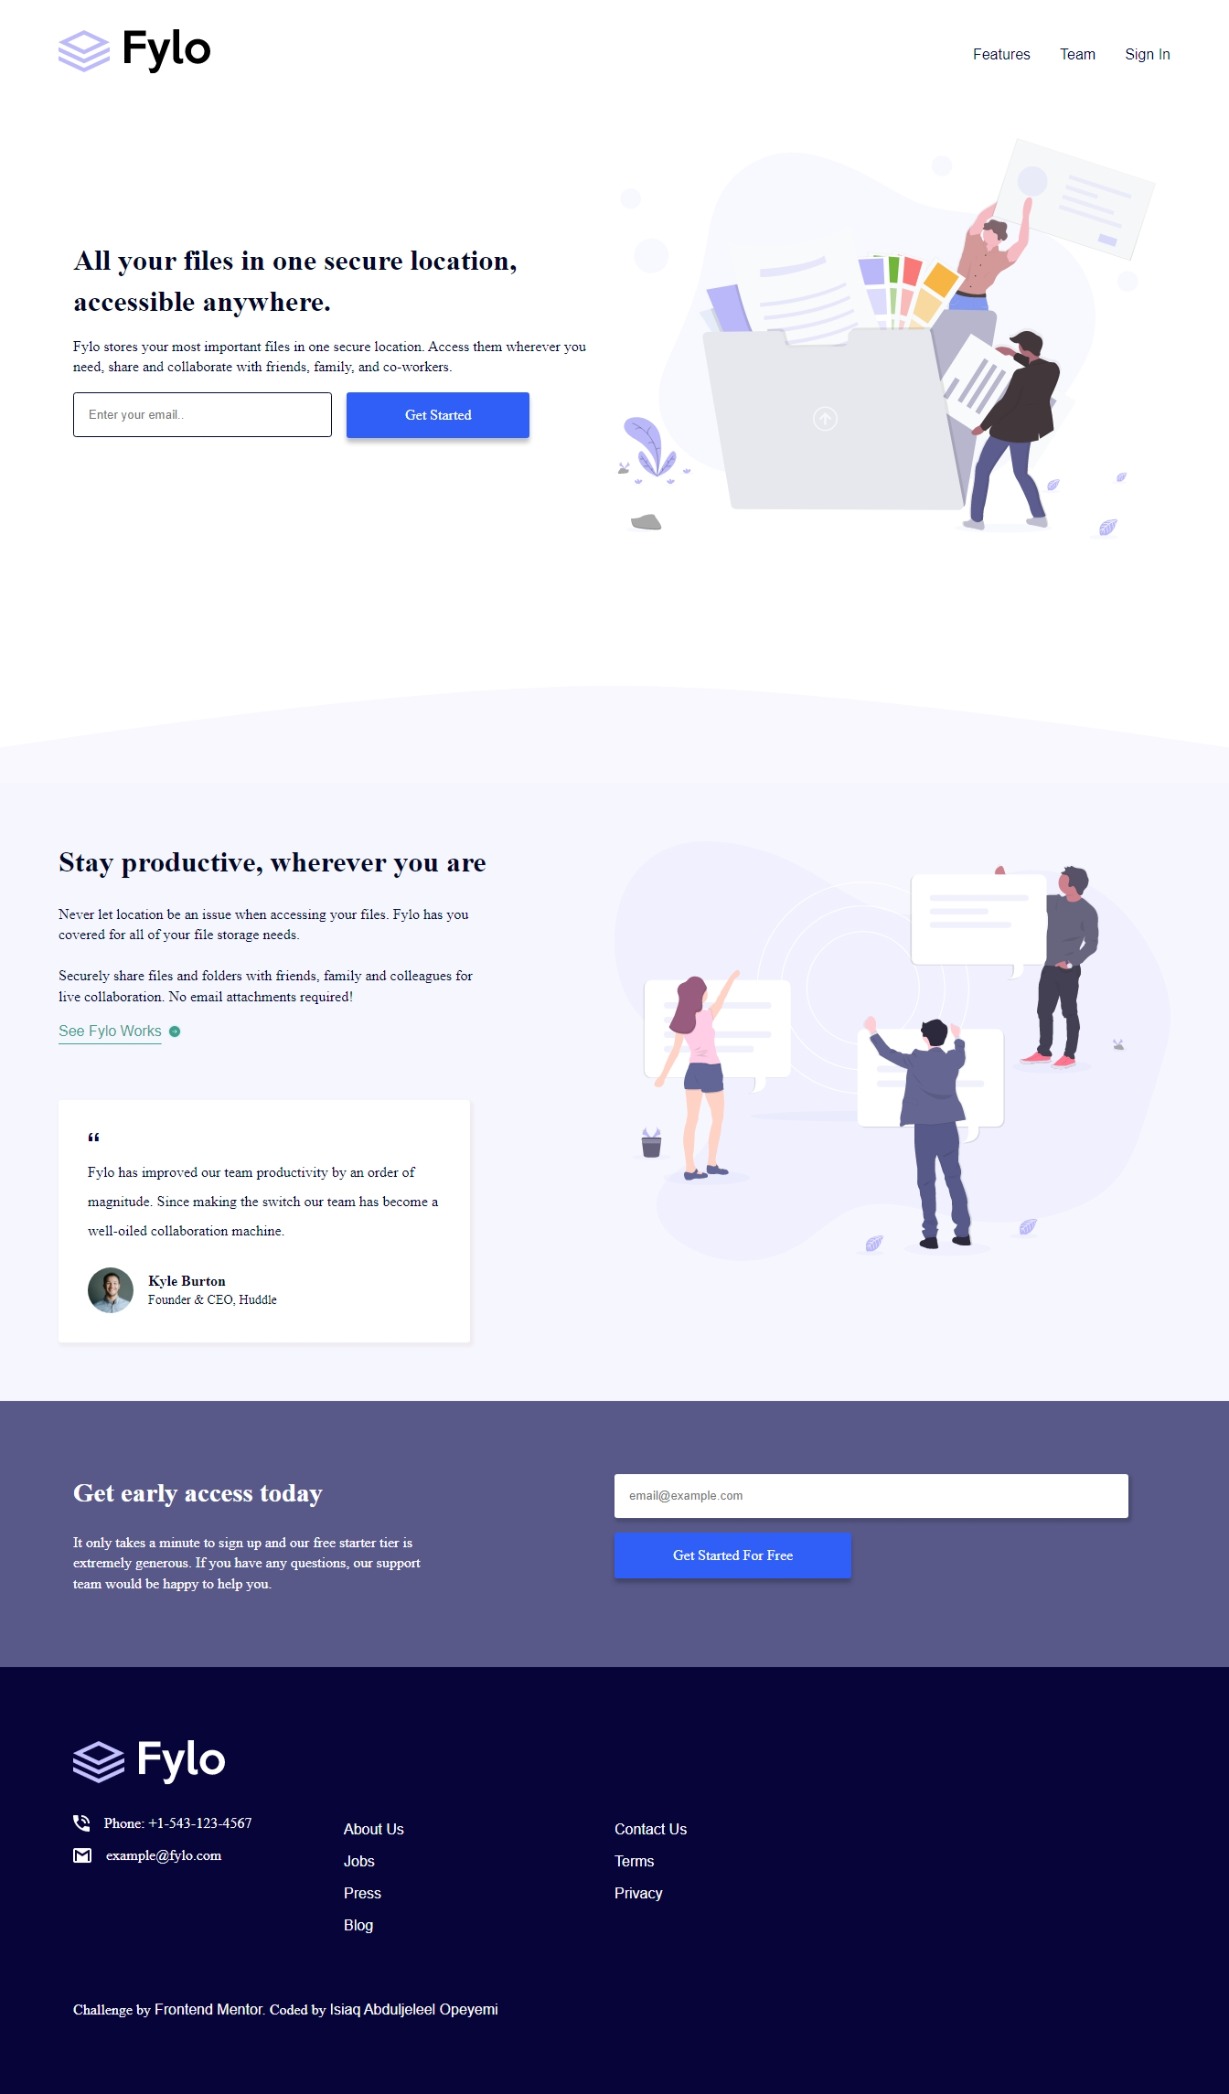 Fylo
Features Team Sign In
All your files in one secure location,
accessible anywhere.
Fylo stores your most important files in one secure location. Access them wherever you
need, share and collaborate with friends, family, and co-workers.
Enter your email..
Get Started
Stay productive, wherever you are
Never let location be an issue when accessing your files. Fylo has you
covered for all of your file storage needs.
Securely share files and folders with friends, family and colleagues for
live collaboration. No email attachments required!
See Fylo Works
“
Fylo has improved our team productivity by an order of
magnitude. Since making the switch our team has become a
well-oiled collaboration machine.
Kyle Burton
Founder & CEO, Huddle
Get early access today
It only takes a minute to sign up and our free starter tier is
extremely generous. If you have any questions, our support
team would be happy to help you.
email@example.com
Get Started For Free
Fylo
Phone: +1-543-123-4567
example@fylo.com
About Us
Jobs
Press
Blog
Contact Us
Terms
Privacy
Challenge by Frontend Mentor. Coded by Isiaq Abduljeleel Opeyemi